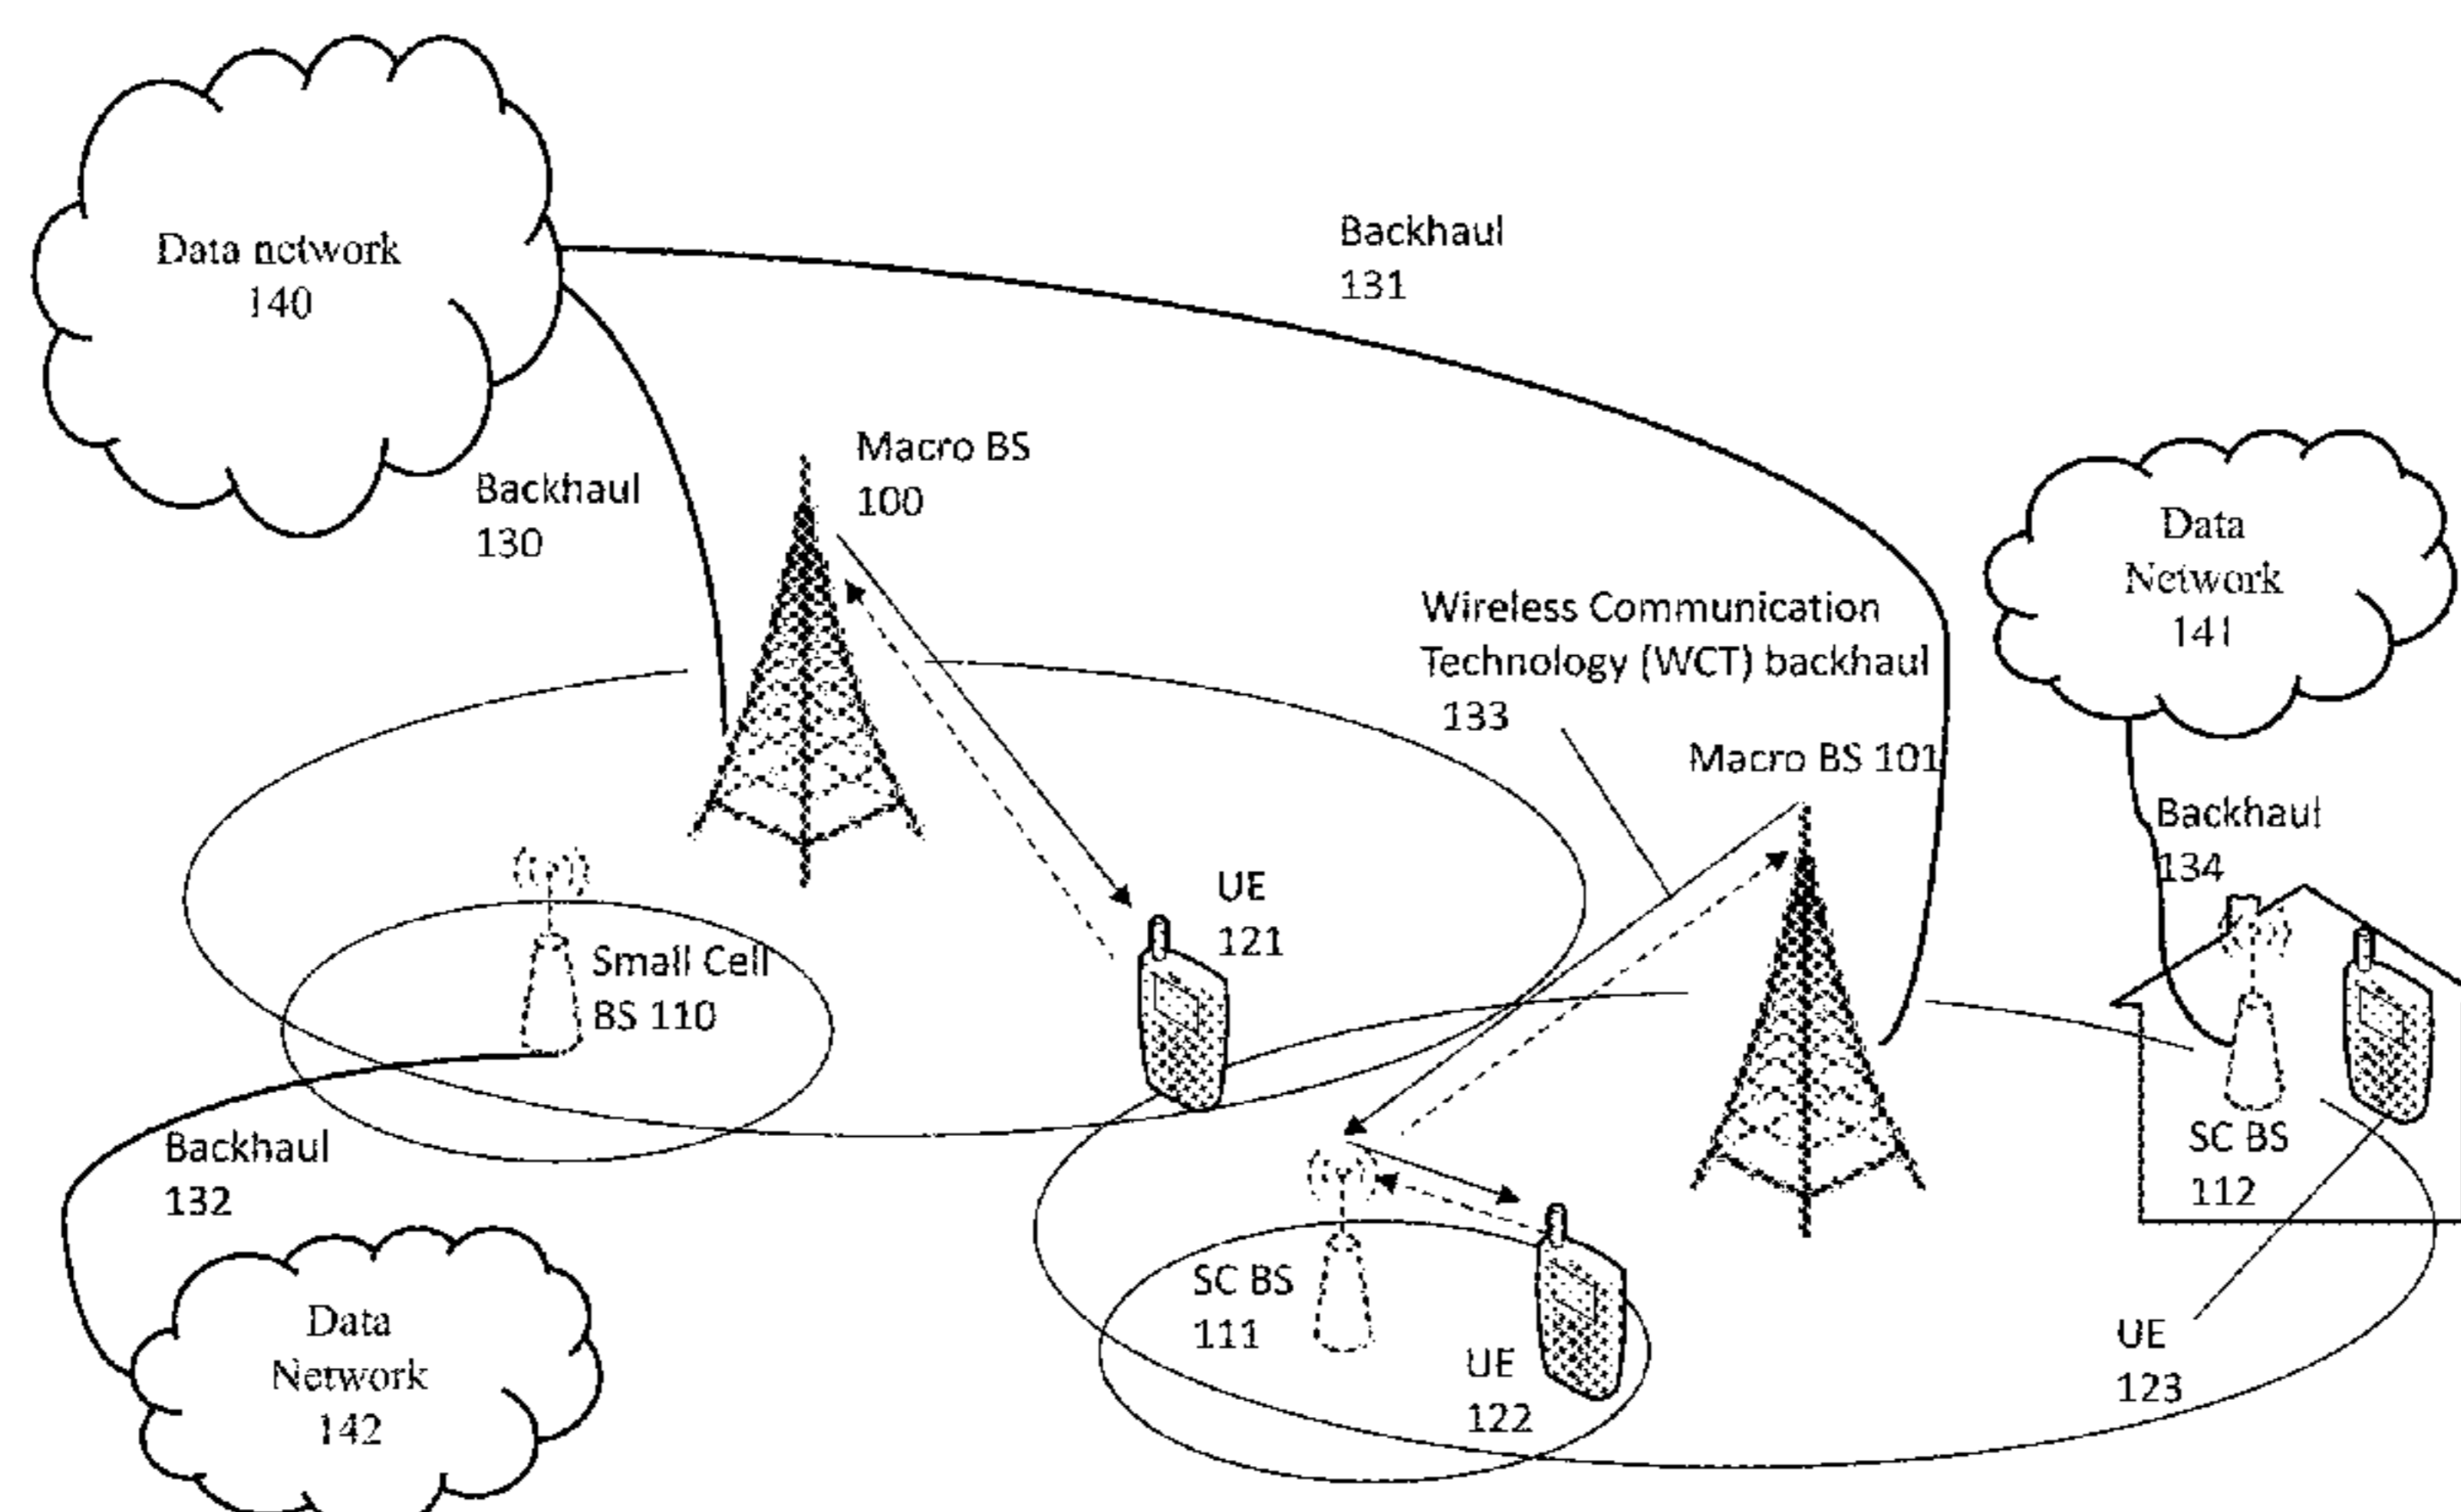 Data network
140
Backhaul
131
Macro BS
100
Backhaul
130
Data
Network
141
Wireless Communication
Technology (WCT) backhaul
133
Macro BS 101
Backhaul
134
UE
121
Small Cell
BS 110
SC BS
112
Backhaul
132
SC BS
111
UE
122
UE
123
Data
Network
142